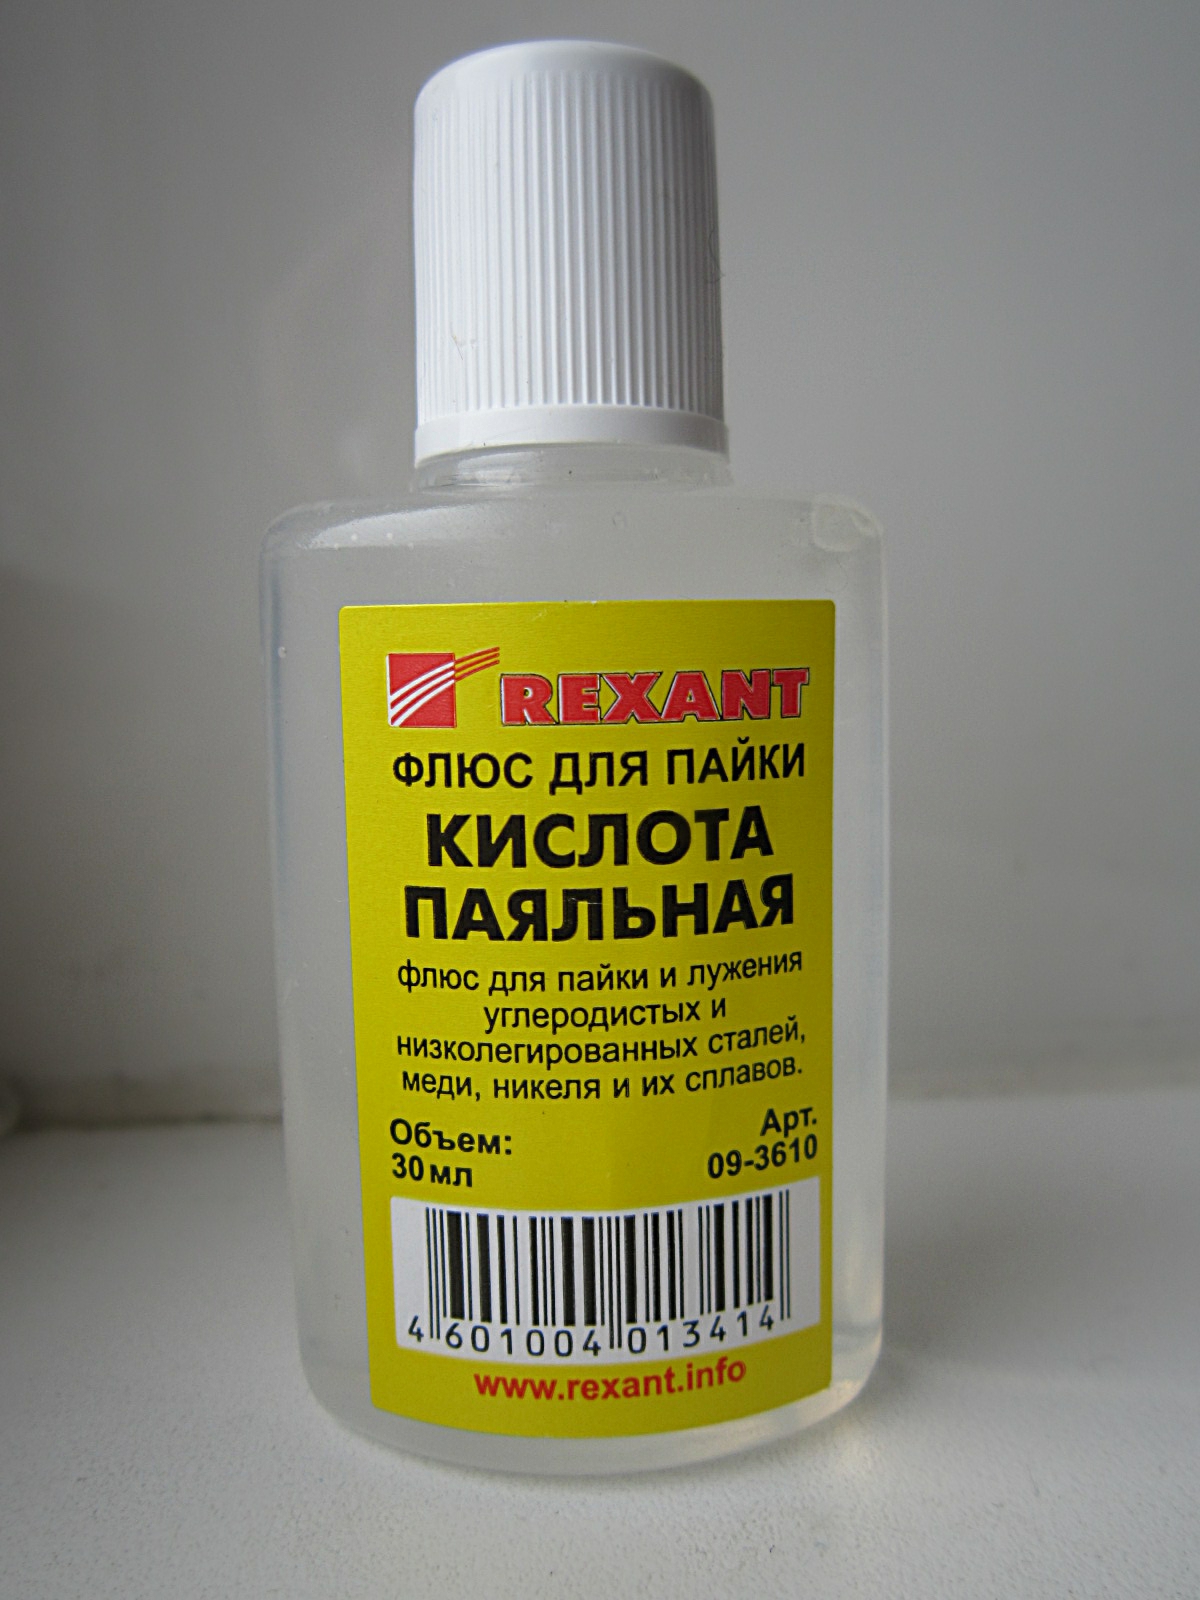 REXANT
ФЛЮС ДЛЯ ПАЙКИ
КИСЛОТА
ПАЯЛЬНАЯ
флюс для пайки и лужения
углеродистых и
низколегированных сталей,
меди, никеля и их сплавов.
Объем: Арт.
30 мл 09-3610
4 601004 013414
www.rexant.info